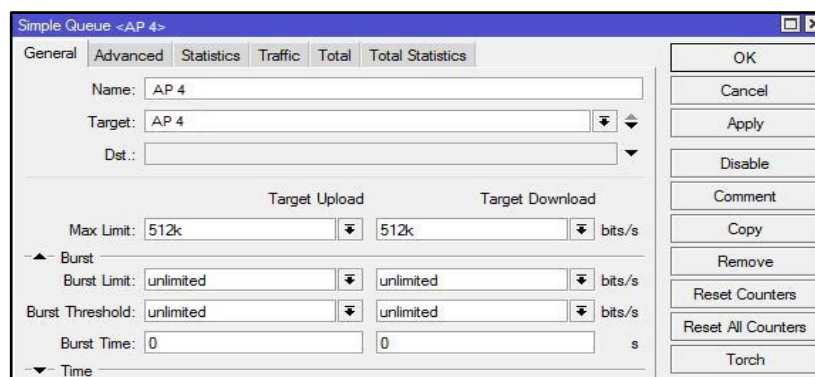 Simple Queue <AP 4>
General Advanced Statistics Traffic Total Total Statistics
OK
Name: AP 4
Cancel
Target: AP 4
Apply
Dst.:
Disable
Target Upload Target Download
Comment
Max Limit: 512k 512k bits/s
Copy
Burst
Remove
Burst Limit: unlimited unlimited bits/s
Reset Counters
Burst Threshold: unlimited unlimited bits/s
Reset All Counters
Burst Time: 0 0 s
Torch
Time